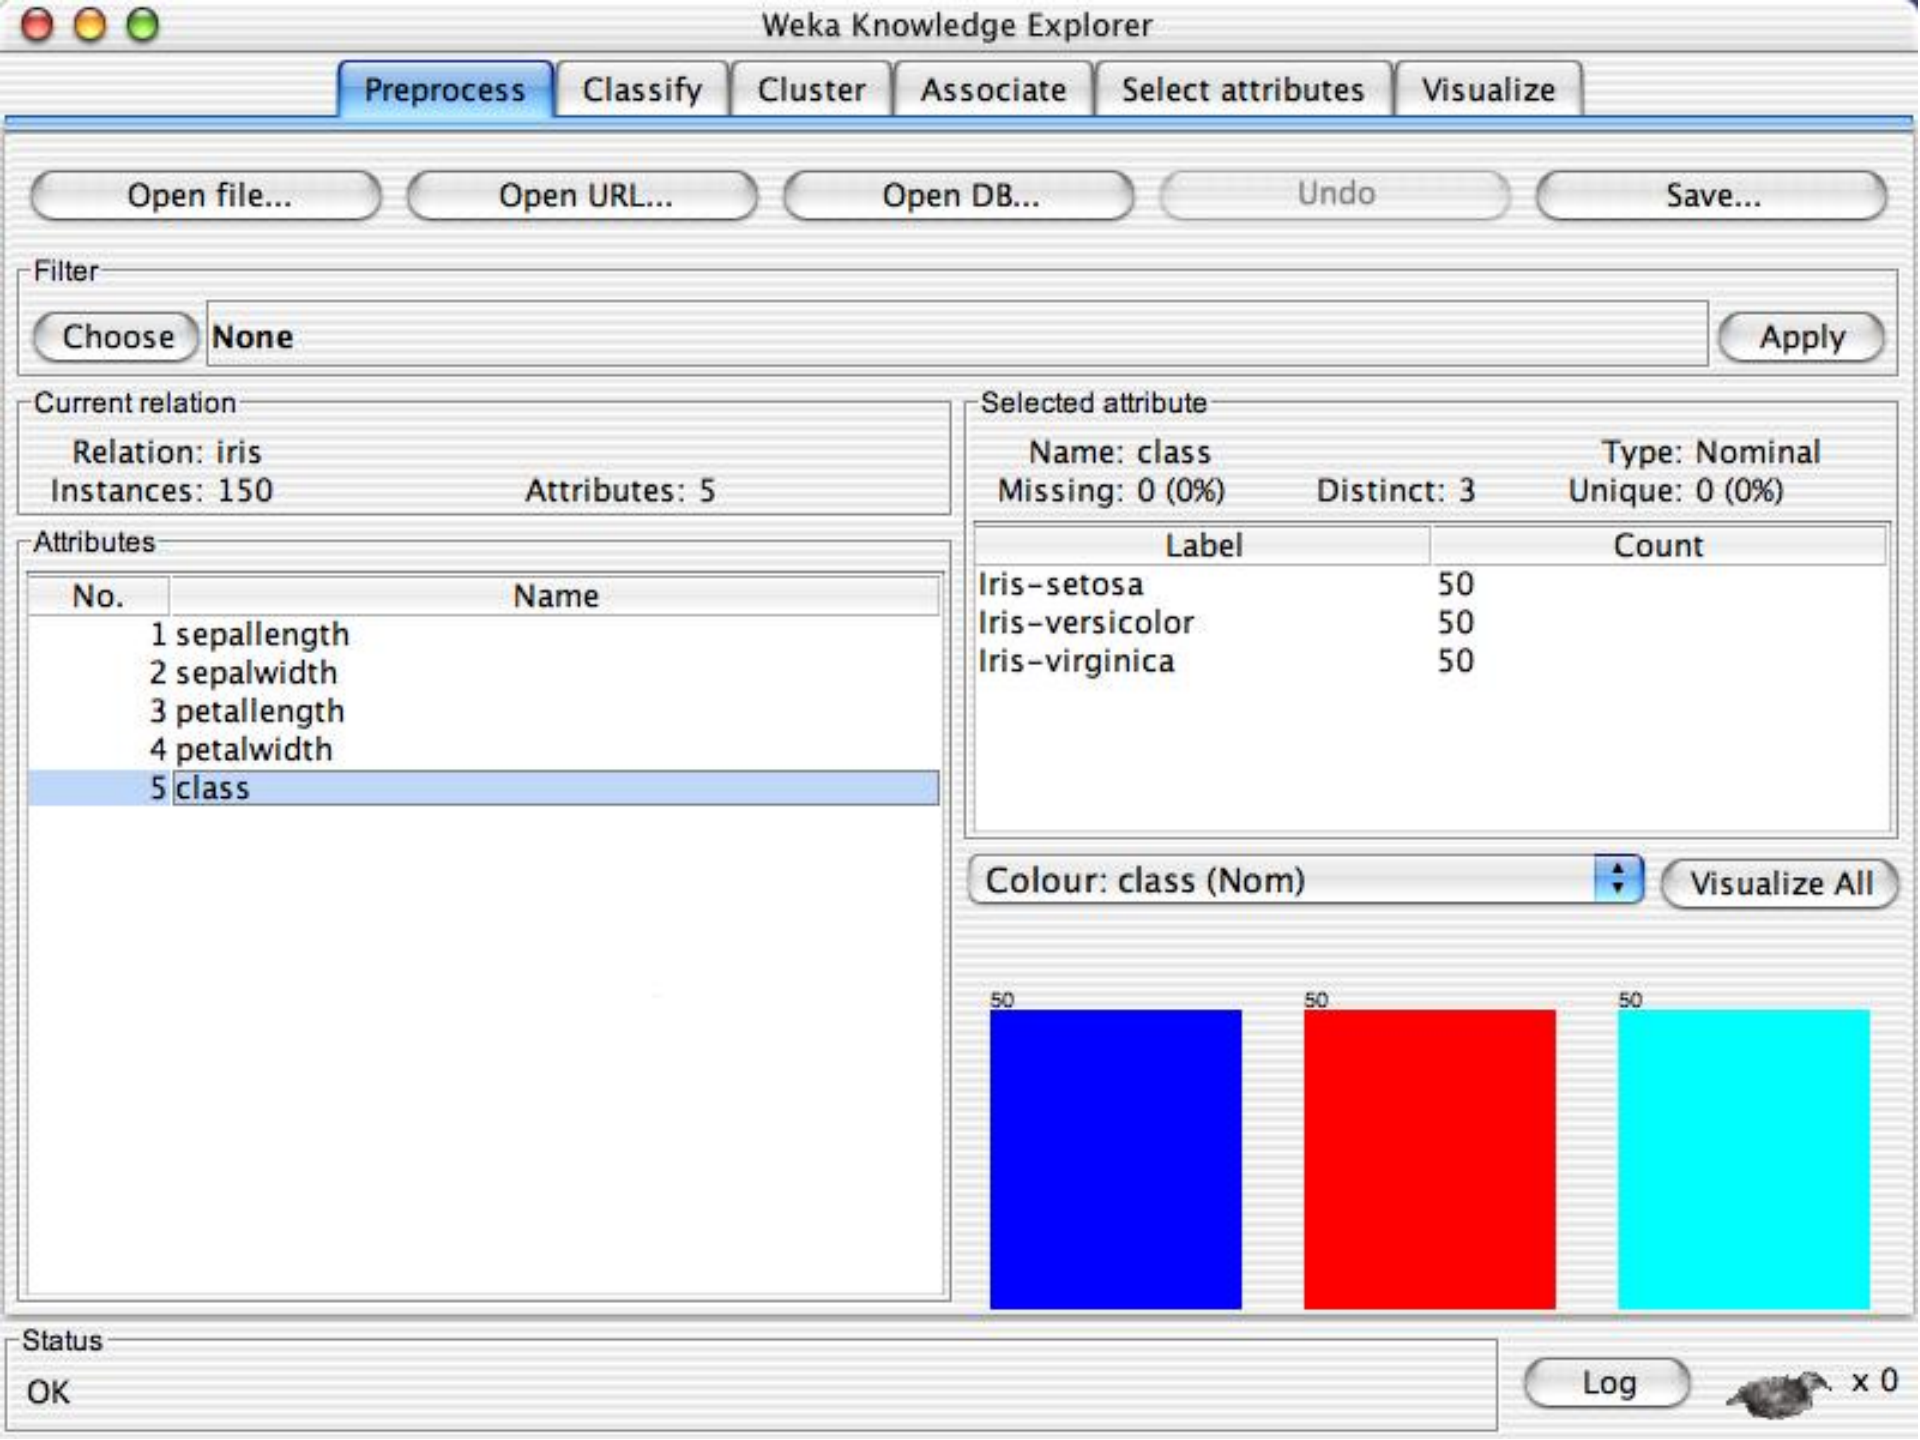 Weka Knowledge Explorer
Preprocess Classify Cluster Associate Select attributes Visualize
Open file... Open URL... Open DB... Undo Save...
Filter
Choose None Apply
Current relation
Relation: iris
Instances: 150 Attributes: 5
Attributes
No. Name
1 sepallength
2 sepalwidth
3 petallength
4 petalwidth
5 class
Selected attribute
Name: class Type: Nominal
Missing: 0 (0%) Distinct: 3 Unique: 0 (0%)
Label Count
Iris-setosa 50
Iris-versicolor 50
Iris-virginica 50
Colour: class (Nom) Visualize All
50 50 50
Status
OK
Log x 0